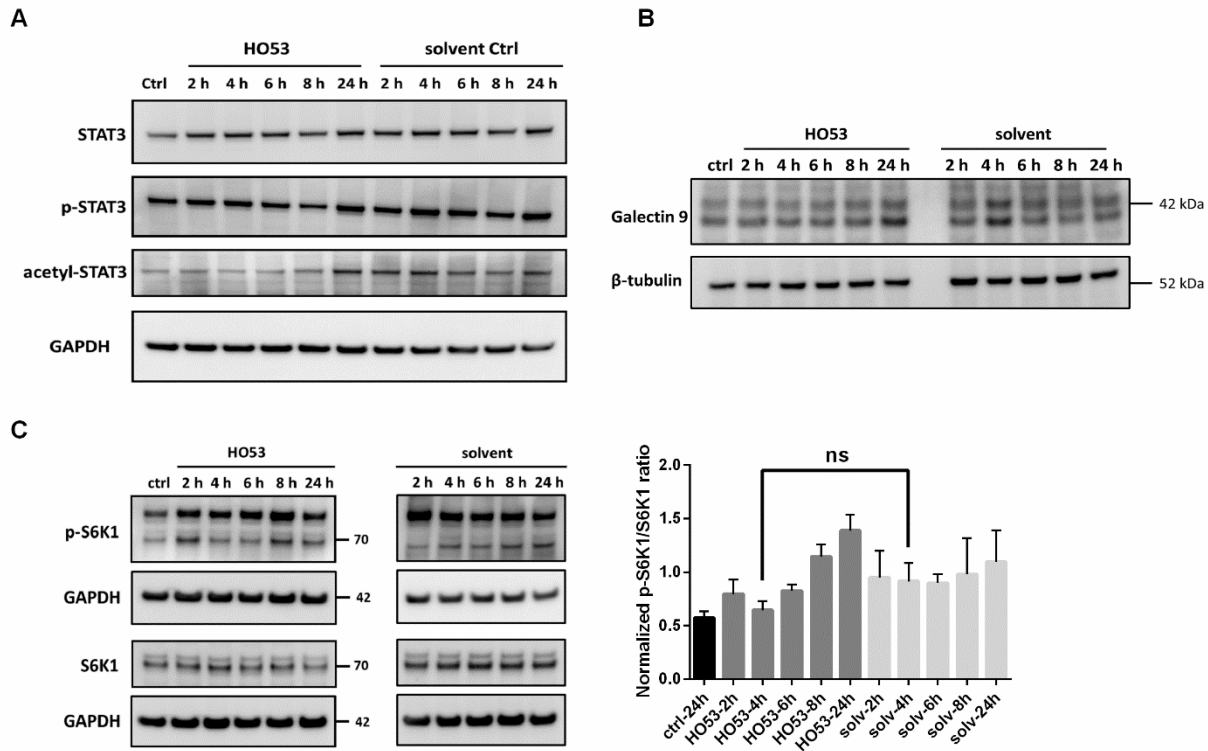 A
HO53 solvent Ctrl
Ctrl 2 h 4 h 6 h 8 h 24 h 2 h 4 h 6 h 8 h 24 h
STAT3
p-STAT3
acetyl-STAT3
GAPDH
B
HO53 solvent
ctrl 2 h 4 h 6 h 8 h 24 h 2 h 4 h 6 h 8 h 24 h
Galectin 9 42 kDa
β-tubulin 52 kDa
C
HO53 solvent
ctrl 2 h 4 h 6 h 8 h 24 h 2 h 4 h 6 h 8 h 24 h
p-S6K1 70
GAPDH 42
S6K1 70
GAPDH 42
Normalized p-S6K1/S6K1 ratio
2.0
1.5
1.0
0.5
0.0
ns
ctrl-24h
HO53-2h
HO53-4h
HO53-6h
HO53-8h
HO53-24h
solv-2h
solv-4h
solv-6h
solv-8h
solv-24h